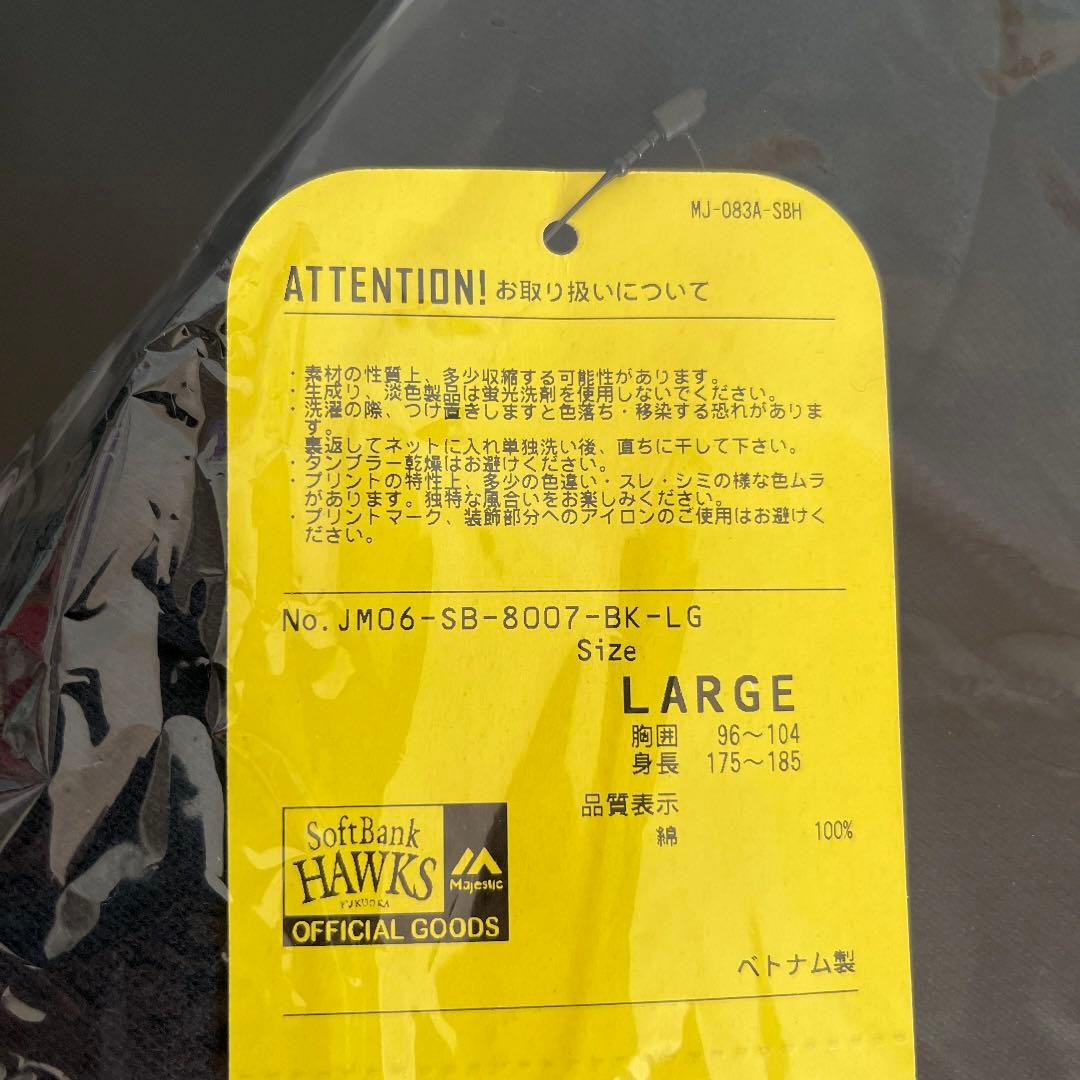 MJ-083A-SBH
ATTENTION! お取り扱いについて
・素材の性質上、多少収縮する可能性があります。
・生成り、淡色製品は蛍光洗剤を使用しないでください。
・洗濯の際、つけ置きしますと色落ち・移染する恐れがありま
す。
裏返してネットに入れ単独洗い後、直ちに干して下さい。
・タンブラー乾燥はお避けください。
・プリントの特性上、多少の色違い・スレ・シミの様な色ムラ
があります。独特な風合いをお楽しみください。
・プリントマーク、装飾部分へのアイロンのご使用はお避けく
ださい。
No. JM06-SB-8007-BK-LG
Size
LARGE
胸囲 96〜104
身長 175〜185
品質表示
綿 100%
SoftBank
HAWKS
FUKUOKA
Majestic
OFFICIAL GOODS
ベトナム製